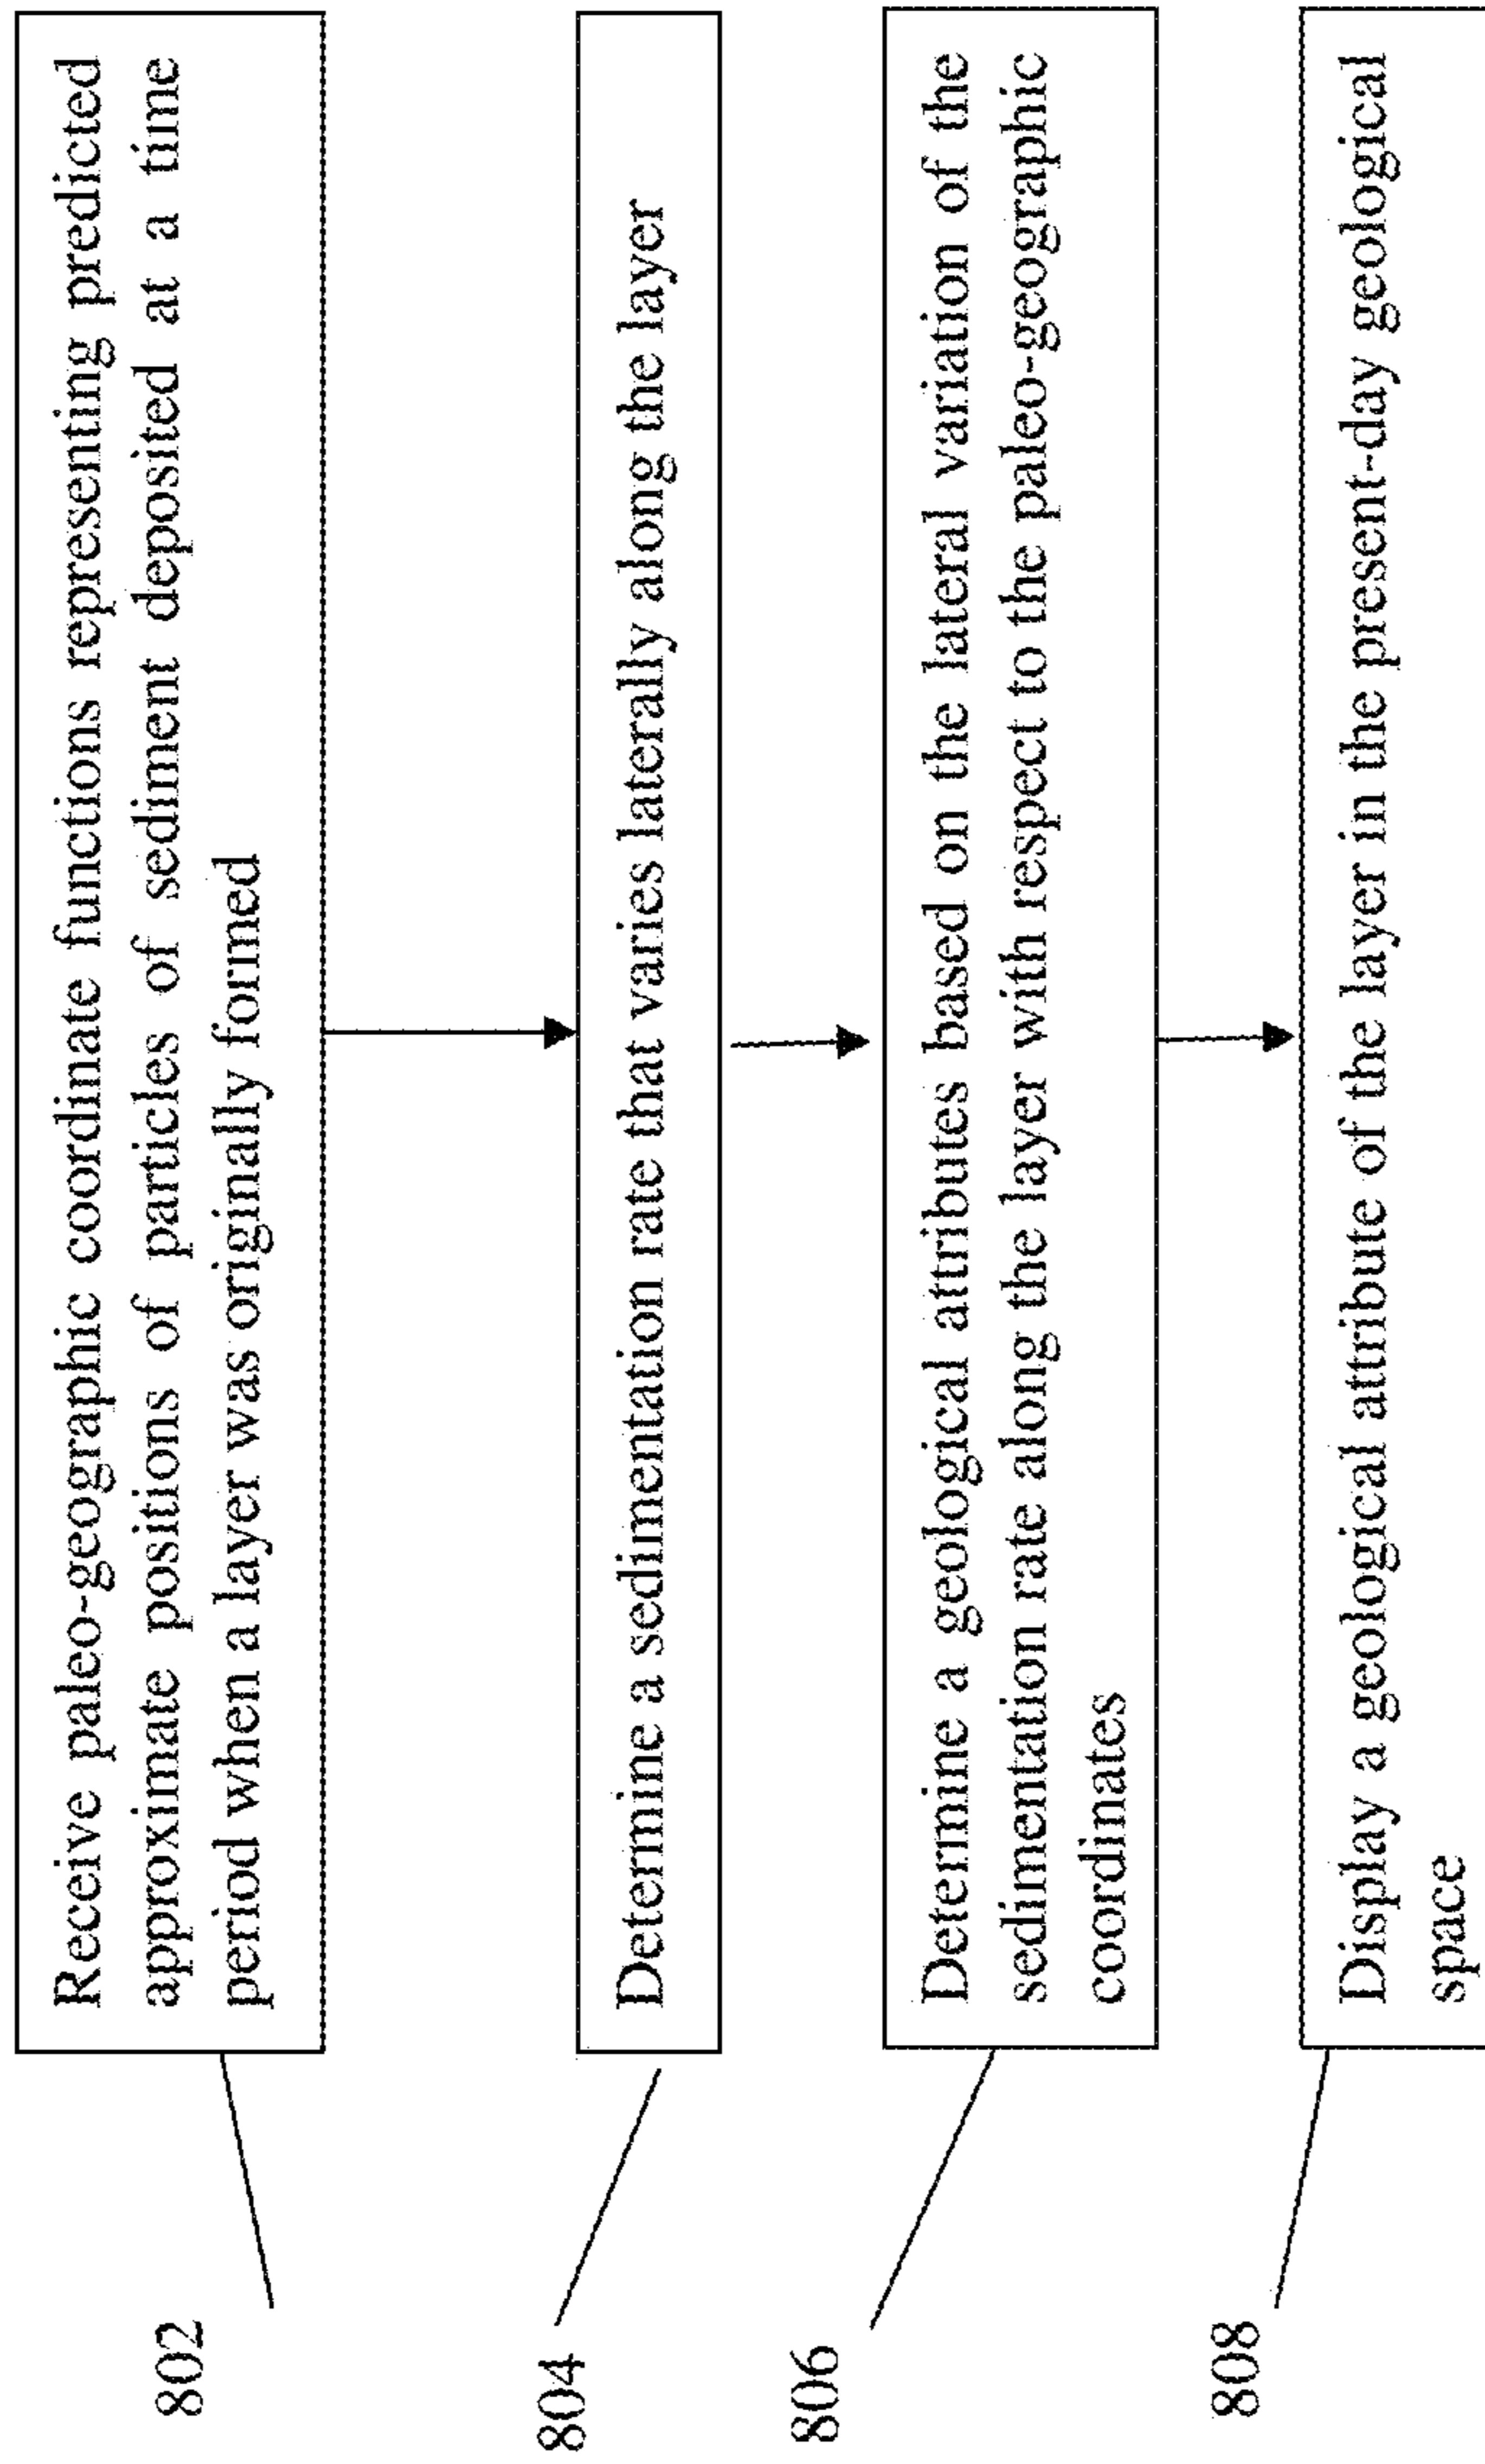 802
Receive paleo-geographic coordinate functions representing predicted
approximate positions of particles of sediment deposited at a time
period when a layer was originally formed
804
Determine a sedimentation rate that varies laterally along the layer
806
Determine a geological attributes based on the lateral variation of the
sedimentation rate along the layer with respect to the paleo-geographic
coordinates
808
Display a geological attribute of the layer in the present-day geological
space